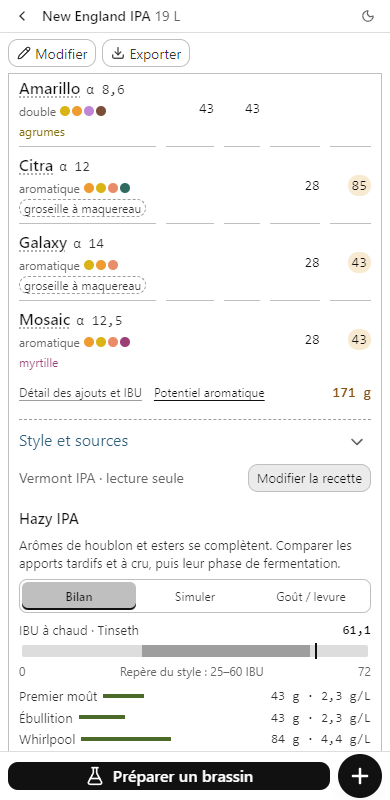 New England IPA 19 L
Modifier
Exporter
Amarillo α 8,6
double
43 43
agrumes
Citra α 12
aromatique
28 85
groseille à maquereau
Galaxy α 14
aromatique
28 43
groseille à maquereau
Mosaic α 12,5
aromatique
28 43
myrtille
Détail des ajouts et IBU Potentiel aromatique 171 g
Style et sources
Vermont IPA · lecture seule Modifier la recette
Hazy IPA
Arômes de houblon et esters se complètent. Comparer les
apports tardifs et à cru, puis leur phase de fermentation.
Bilan Simuler Goût / levure
IBU à chaud · Tinseth 61,1
0 Repère du style : 25–60 IBU 72
Premier moût 43 g · 2,3 g/L
Ébullition 43 g · 2,3 g/L
Whirlpool 84 g · 4,4 g/L
Préparer un brassin